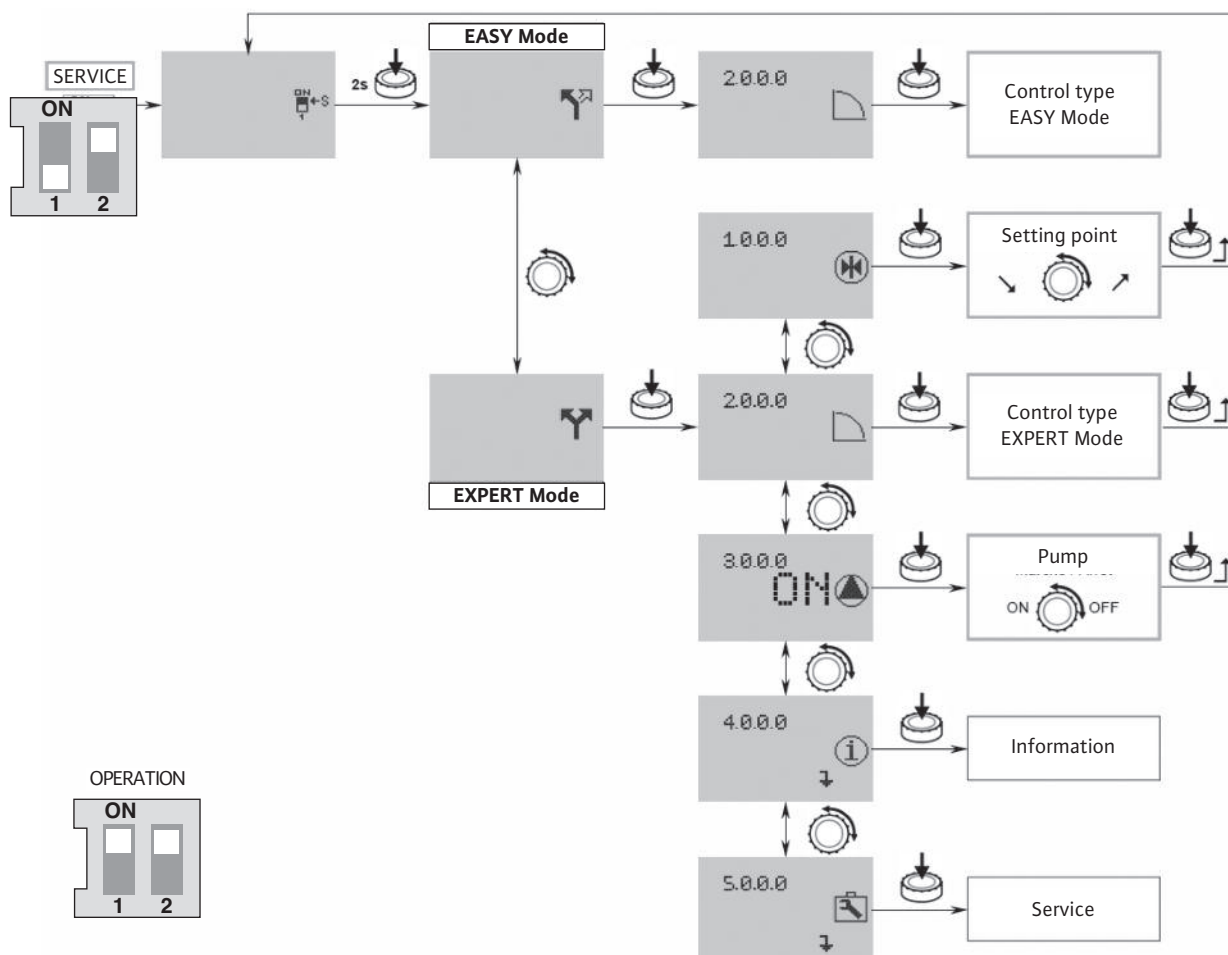 EASY Mode
SERVICE
ON
1 2
ON
S
1
2s
2.0.0.0
Control type
EASY Mode
1.0.0.0
Setting point
2.0.0.0
Control type
EXPERT Mode
EXPERT Mode
3.0.0.0
ON
Pump
ON OFF
4.0.0.0
i
Information
OPERATION
ON
1 2
5.0.0.0
Service